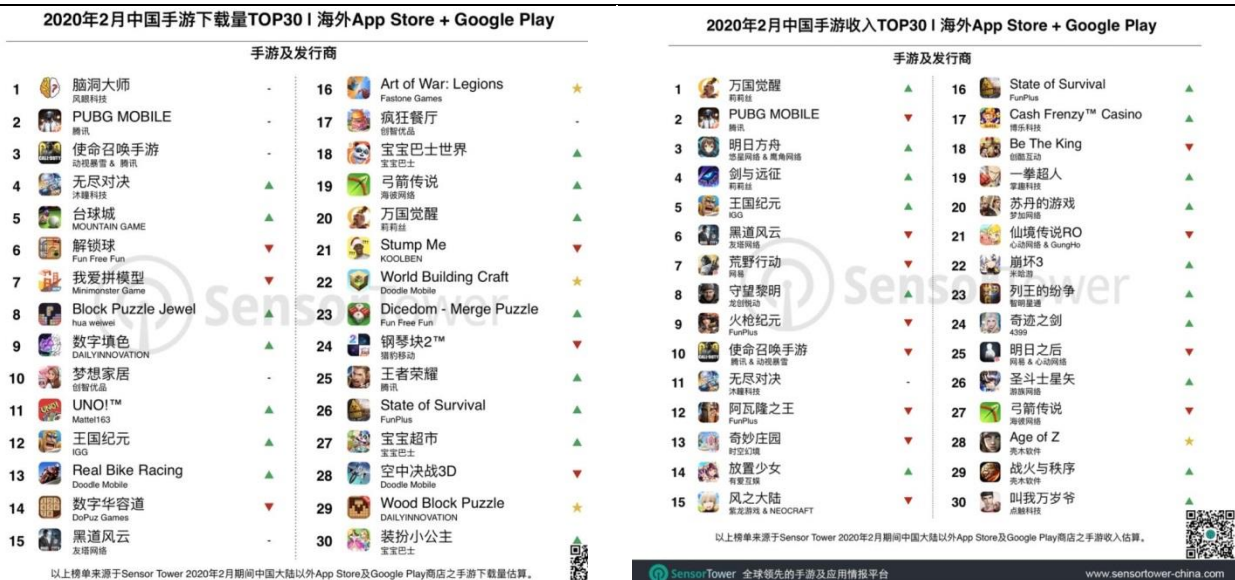 2020年2月中国手游下载量TOP30 | 海外App Store + Google Play
手游及发行商
1 脑洞大师 -
风眼科技
2 PUBG MOBILE -
腾讯
3 使命召唤手游 -
动视暴雪 & 腾讯
4 无尽对决 ▲
沐瞳科技
5 台球城 ▲
MOUNTAIN GAME
6 解锁球 ▼
Fun Free Fun
7 我爱拼模型 ▼
Minimonster Game
8 Block Puzzle Jewel ▲
hua weiwei
9 数字填色 ▲
DAILYINNOVATION
10 梦想家居 -
创智优品
11 UNO!™ ▲
Mattel163
12 王国纪元 ▲
IGG
13 Real Bike Racing ▲
Doodle Mobile
14 数字华容道 ▼
DoPuz Games
15 黑道风云 -
友塔网络
16 Art of War: Legions ★
Fastone Games
17 疯狂餐厅 -
创智优品
18 宝宝巴士世界 ▲
宝宝巴士
19 弓箭传说 ▲
海彼网络
20 万国觉醒 ▲
莉莉丝
21 Stump Me ▼
KOOLBEN
22 World Building Craft ★
Doodle Mobile
23 Dicedom - Merge Puzzle ▲
Fun Free Fun
24 钢琴块2™ ▼
猎豹移动
25 王者荣耀 ▲
腾讯
26 State of Survival ▲
FunPlus
27 宝宝超市 ▲
宝宝巴士
28 空中决战3D ▼
Doodle Mobile
29 Wood Block Puzzle ★
DAILYINNOVATION
30 装扮小公主 ▲
宝宝巴士
SensorTower
以上榜单来源于Sensor Tower 2020年2月期间中国大陆以外App Store及Google Play商店之手游下载量估算。
2020年2月中国手游收入TOP30 | 海外App Store + Google Play
手游及发行商
1 万国觉醒 ▲
莉莉丝
2 PUBG MOBILE ▼
腾讯
3 明日方舟 ▲
悠星网络 & 鹰角网络
4 剑与远征 ▲
莉莉丝
5 王国纪元 ▲
IGG
6 黑道风云 ▼
友塔网络
7 荒野行动 ▼
网易
8 守望黎明 ▲
龙创悦动
9 火枪纪元 ▼
FunPlus
10 使命召唤手游 ▼
腾讯 & 动视暴雪
11 无尽对决 -
沐瞳科技
12 阿瓦隆之王 ▼
FunPlus
13 奇妙庄园 ▼
时空幻境
14 放置少女 ▲
有爱互娱
15 风之大陆 ▼
紫龙游戏 & NEOCRAFT
16 State of Survival ▲
FunPlus
17 Cash Frenzy™ Casino ▲
博乐科技
18 Be The King ▼
创酷互动
19 一拳超人 ▲
掌趣科技
20 苏丹的游戏 ▲
梦加网络
21 仙境传说RO ▼
心动网络 & GungHo
22 崩坏3 ▲
米哈游
23 列王的纷争 ▲
智明星通
24 奇迹之剑 ▲
4399
25 明日之后 ▼
网易 & 心动网络
26 圣斗士星矢 ▲
游族网络
27 弓箭传说 ▼
海彼网络
28 Age of Z ★
壳木软件
29 战火与秩序 ▲
壳木软件
30 叫我万岁爷 ▲
点触科技
SensorTower
以上榜单来源于Sensor Tower 2020年2月期间中国大陆以外App Store及Google Play商店之手游收入估算。
SensorTower 全球领先的手游及应用情报平台
www.sensortower-china.com